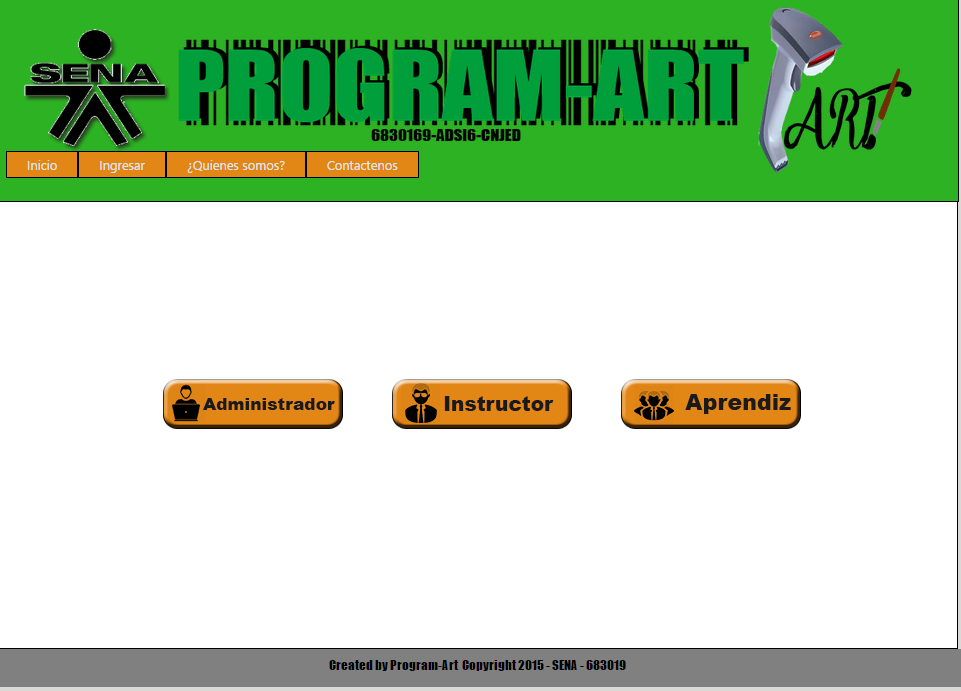 SENA
PROGRAM-ART
6830169-ADSI6-CNJED
ART
Inicio Ingresar ¿Quienes somos? Contactenos
Administrador Instructor Aprendiz
Created by Program-Art Copyright 2015 - SENA - 683019